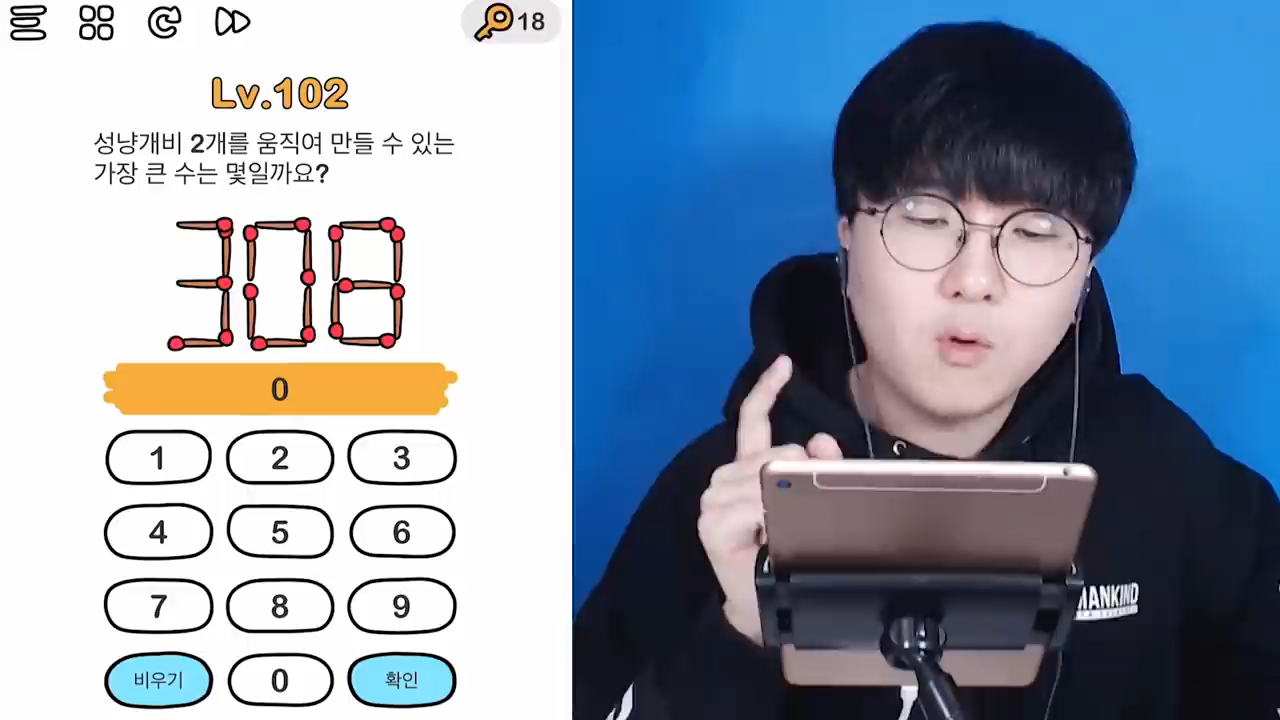 18
Lv.102
성냥개비 2개를 움직여 만들 수 있는
가장 큰 수는 몇일까요?
308
0
1 2 3
4 5 6
7 8 9
비우기 0 확인
MANKIND